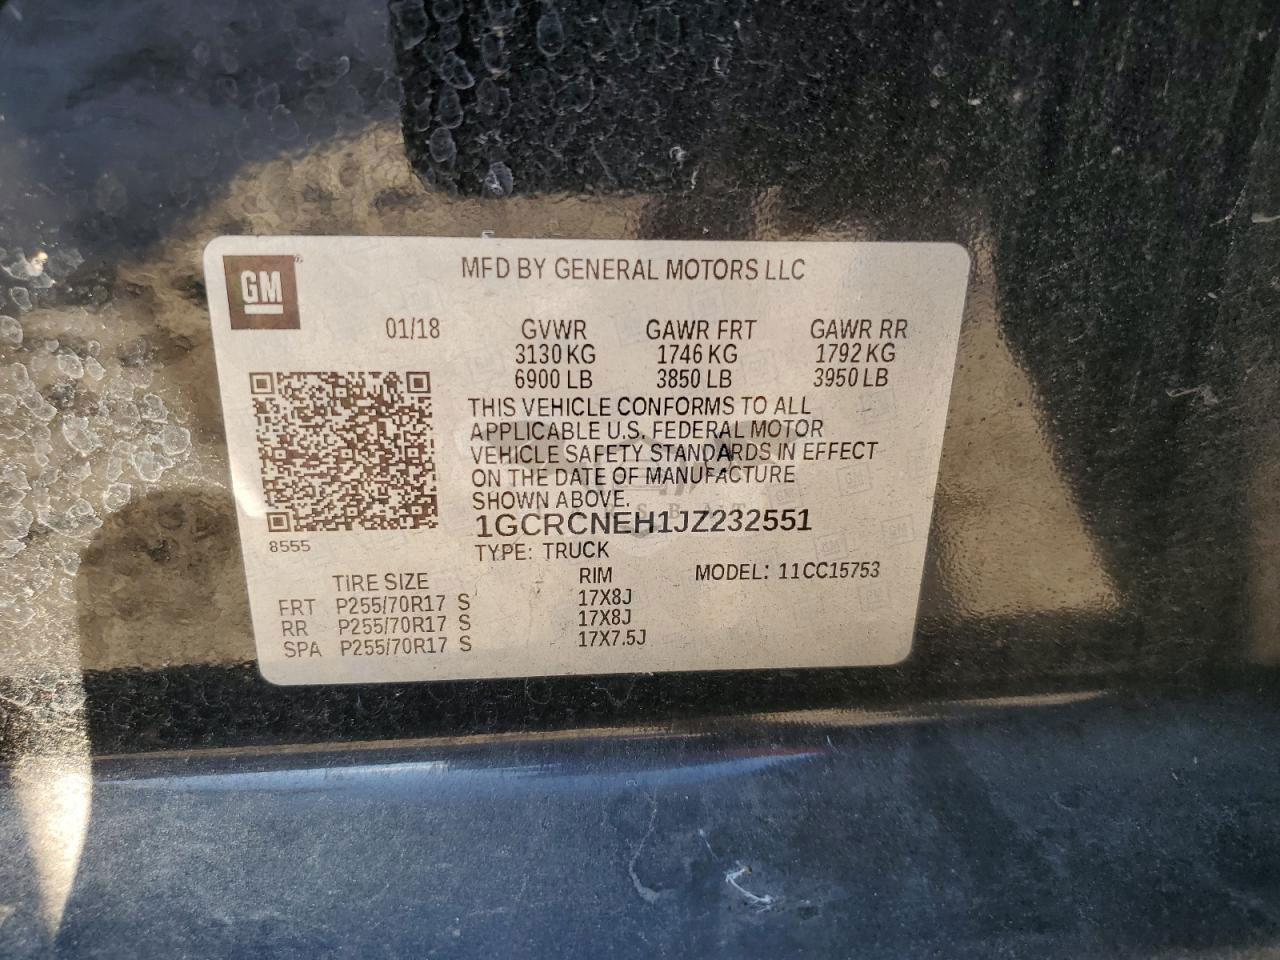 GM
MFD BY GENERAL MOTORS LLC
01/18 GVWR GAWR FRT GAWR RR
3130 KG 1746 KG 1792 KG
6900 LB 3850 LB 3950 LB
THIS VEHICLE CONFORMS TO ALL
APPLICABLE U.S. FEDERAL MOTOR
VEHICLE SAFETY STANDARDS IN EFFECT
ON THE DATE OF MANUFACTURE
SHOWN ABOVE.
1GCRCNEH1JZ232551
8555
TYPE: TRUCK
TIRE SIZE RIM MODEL: 11CC15753
FRT P255/70R17 S 17X8J
RR P255/70R17 S 17X8J
SPA P255/70R17 S 17X7.5J